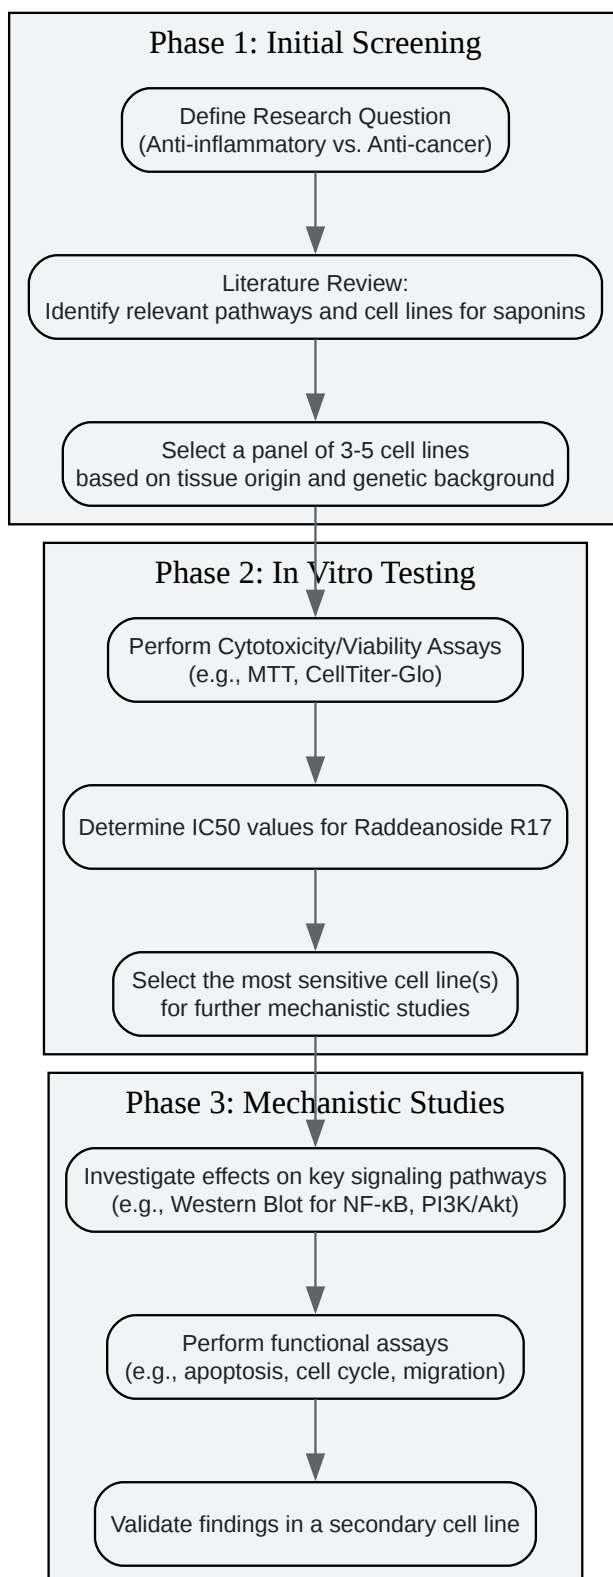 Phase 1: Initial Screening
Define Research Question
(Anti-inflammatory vs. Anti-cancer)
Literature Review:
Identify relevant pathways and cell lines for saponins
Select a panel of 3-5 cell lines
based on tissue origin and genetic background
Phase 2: In Vitro Testing
Perform Cytotoxicity/Viability Assays
(e.g., MTT, CellTiter-Glo)
Determine IC50 values for Raddeanoside R17
Select the most sensitive cell line(s)
for further mechanistic studies
Phase 3: Mechanistic Studies
Investigate effects on key signaling pathways
(e.g., Western Blot for NF-κB, PI3K/Akt)
Perform functional assays
(e.g., apoptosis, cell cycle, migration)
Validate findings in a secondary cell line